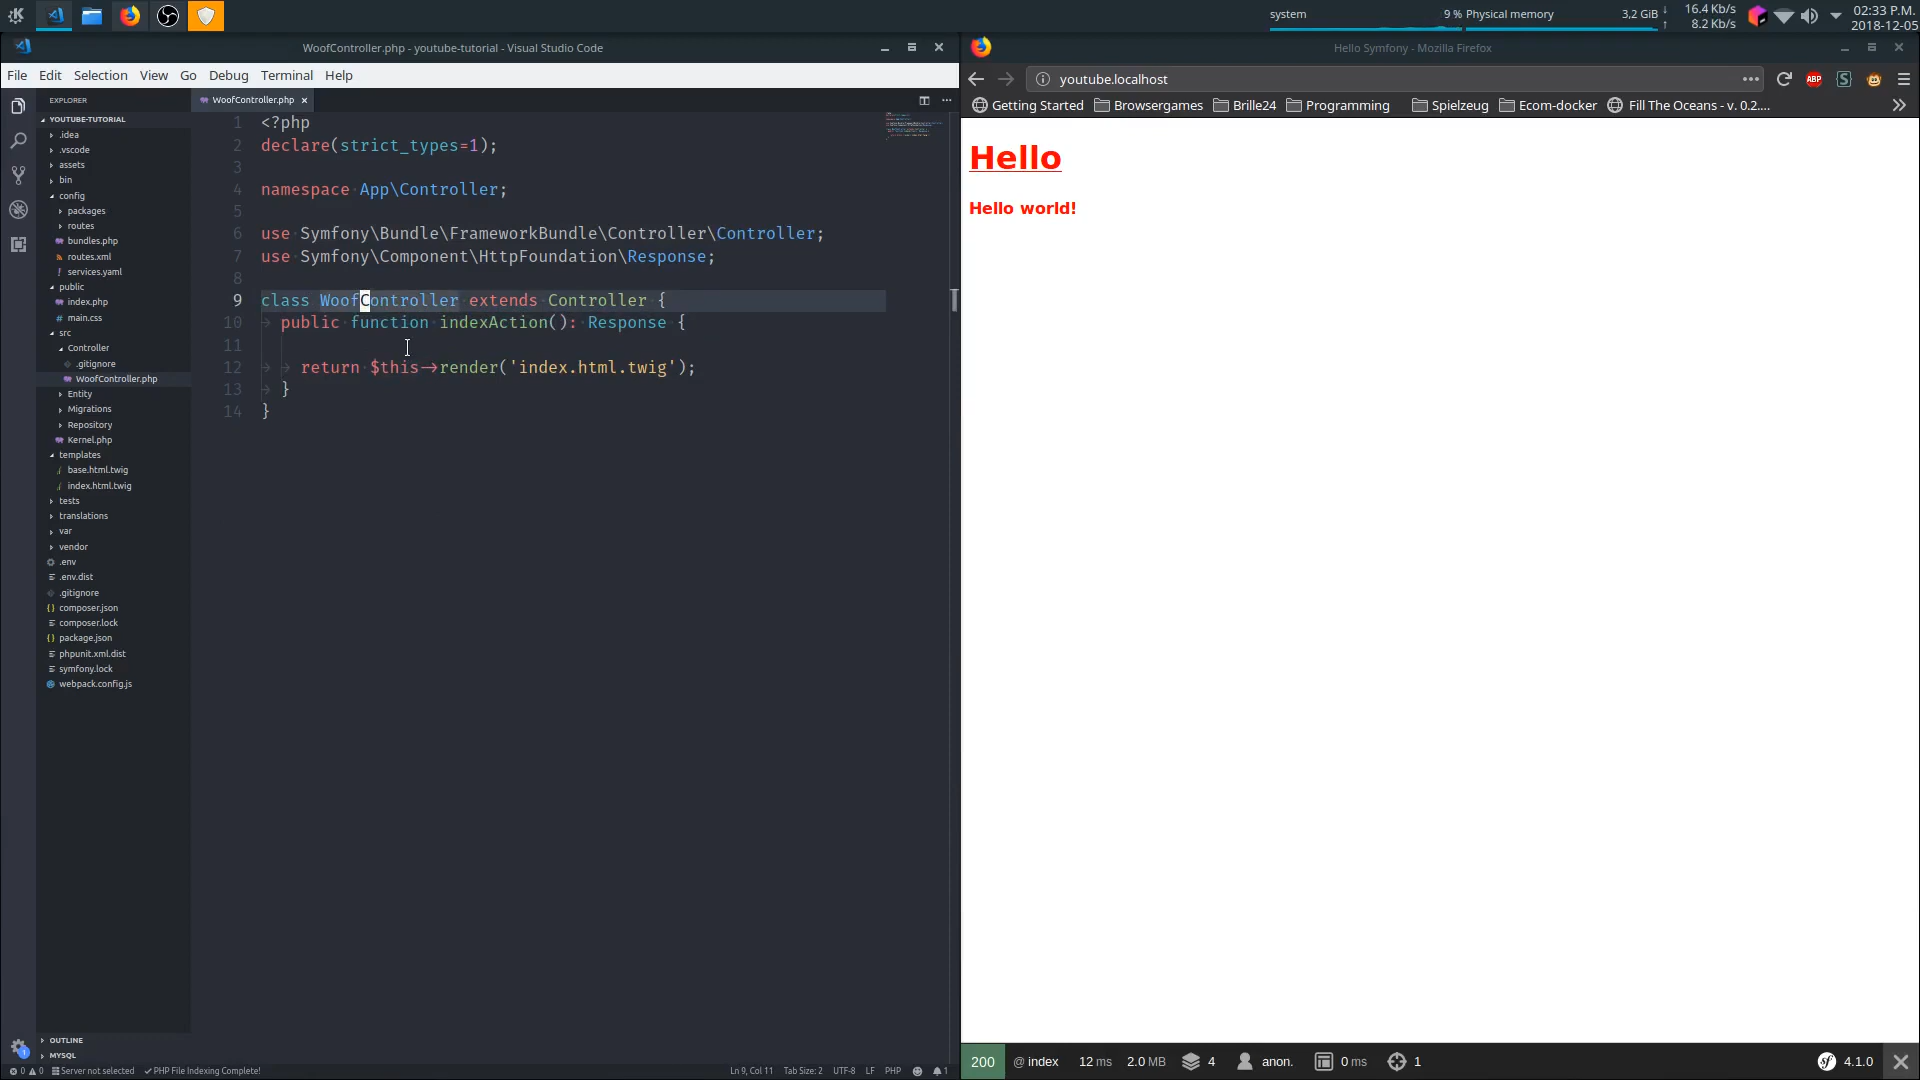 system 9 % Physical memory 3,2 GiB 16.4 Kb/s 8.2 Kb/s 02:33 P.M. 2018-12-05
WoofController.php - youtube-tutorial - Visual Studio Code
File Edit Selection View Go Debug Terminal Help
EXPLORER
YOUTUBE-TUTORIAL
.idea
.vscode
assets
bin
config
packages
routes
bundles.php
routes.xml
services.yaml
public
index.php
main.css
src
Controller
.gitignore
WoofController.php
Entity
Migrations
Repository
Kernel.php
templates
base.html.twig
index.html.twig
tests
translations
var
vendor
.env
.env.dist
.gitignore
composer.json
composer.lock
package.json
phpunit.xml.dist
symfony.lock
webpack.config.js
OUTLINE
MYSQL
WoofController.php
1 <?php
2 declare(strict_types=1);
3
4 namespace App\Controller;
5
6 use Symfony\Bundle\FrameworkBundle\Controller\Controller;
7 use Symfony\Component\HttpFoundation\Response;
8
9 class WoofController extends Controller {
10 public function indexAction(): Response {
11
12 return $this->render('index.html.twig');
13 }
14 }
0 0 Server not selected PHP File Indexing Complete! Ln 9, Col 11 Tab Size: 2 UTF-8 LF PHP 1
Hello Symfony - Mozilla Firefox
youtube.localhost ABP
Getting Started Browsergames Brille24 Programming Spielzeug Ecom-docker Fill The Oceans - v. 0.2....
Hello
Hello world!
200 @ index 12 ms 2.0 MB 4 anon. 0 ms 1 sf 4.1.0